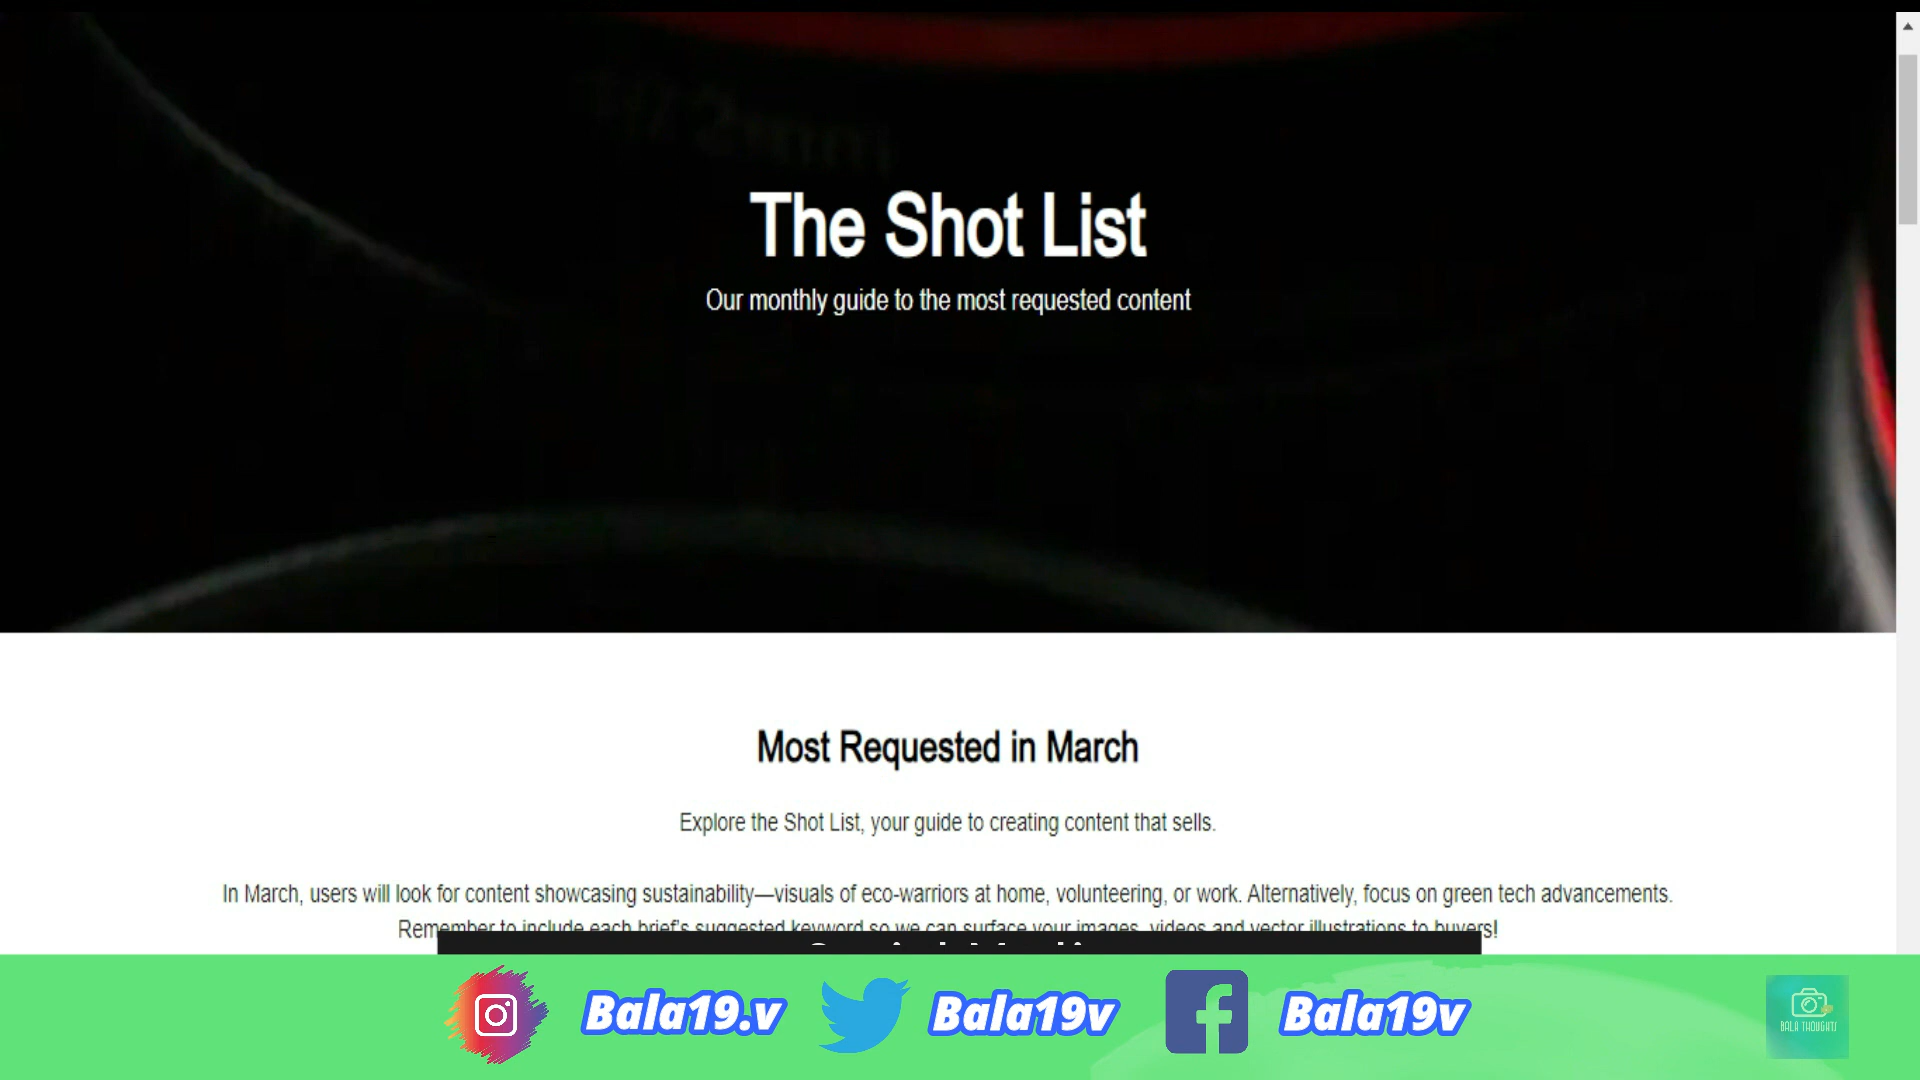 The Shot List
Our monthly guide to the most requested content
Most Requested in March
Explore the Shot List, your guide to creating content that sells.
In March, users will look for content showcasing sustainability—visuals of eco-warriors at home, volunteering, or work. Alternatively, focus on green tech advancements.
Remember to include each brief's suggested keyword so we can surface your images, videos and vector illustrations to buyers!
Bala19.v
Bala19v
Bala19v
BALA THOUGHTS